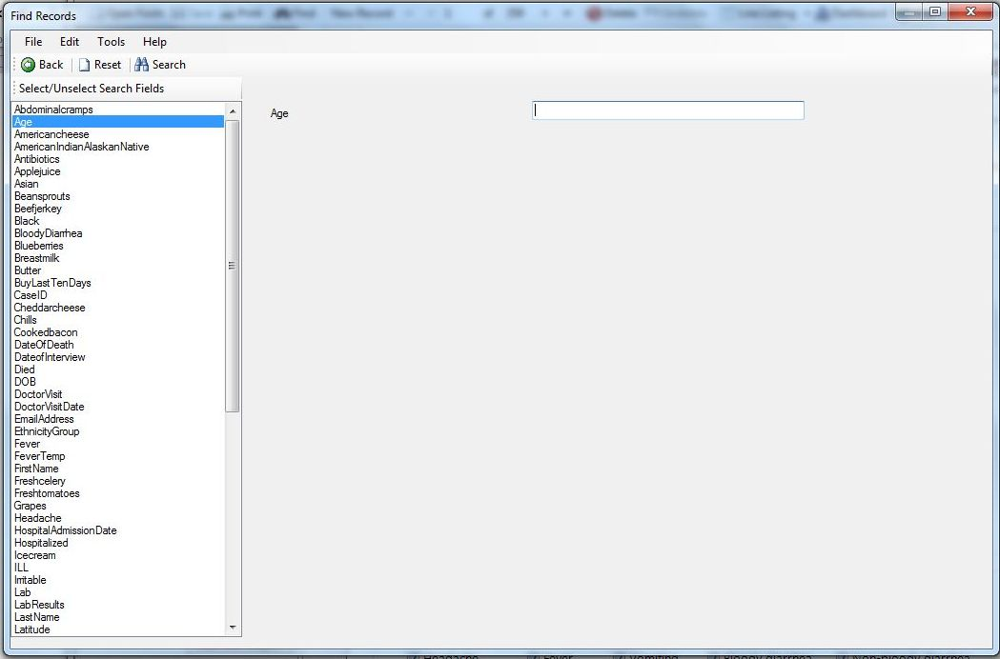 Find Records
File Edit Tools Help
Back Reset Search
Select/Unselect Search Fields
Abdominalcramps
Age
Americancheese
AmericanIndianAlaskanNative
Antibiotics
Applejuice
Asian
Beansprouts
Beefjerkey
Black
BloodyDiarrhea
Blueberries
Breastmilk
Butter
BuyLastTenDays
CaseID
Cheddarcheese
Chills
Cookedbacon
DateOfDeath
DateofInterview
Died
DOB
DoctorVisit
DoctorVisitDate
EmailAddress
EthnicityGroup
Fever
FeverTemp
FirstName
Freshcelery
Freshtomatoes
Grapes
Headache
HospitalAdmissionDate
Hospitalized
Icecream
ILL
Irritable
Lab
LabResults
LastName
Latitude
Age